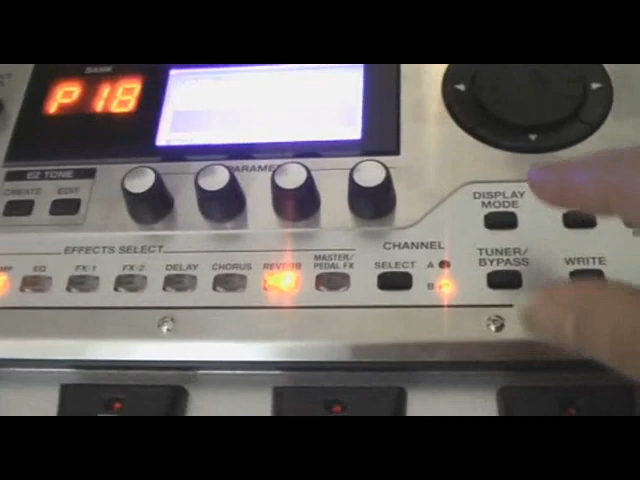 BANK
P18
EZ TONE
CREATE EDIT
PARAME
DISPLAY
MODE
EFFECTS SELECT
CHANNEL
EQ FX-1 FX-2 DELAY CHORUS REVERB MASTER/
PEDAL FX
SELECT A
B
TUNER/
BYPASS
WRITE